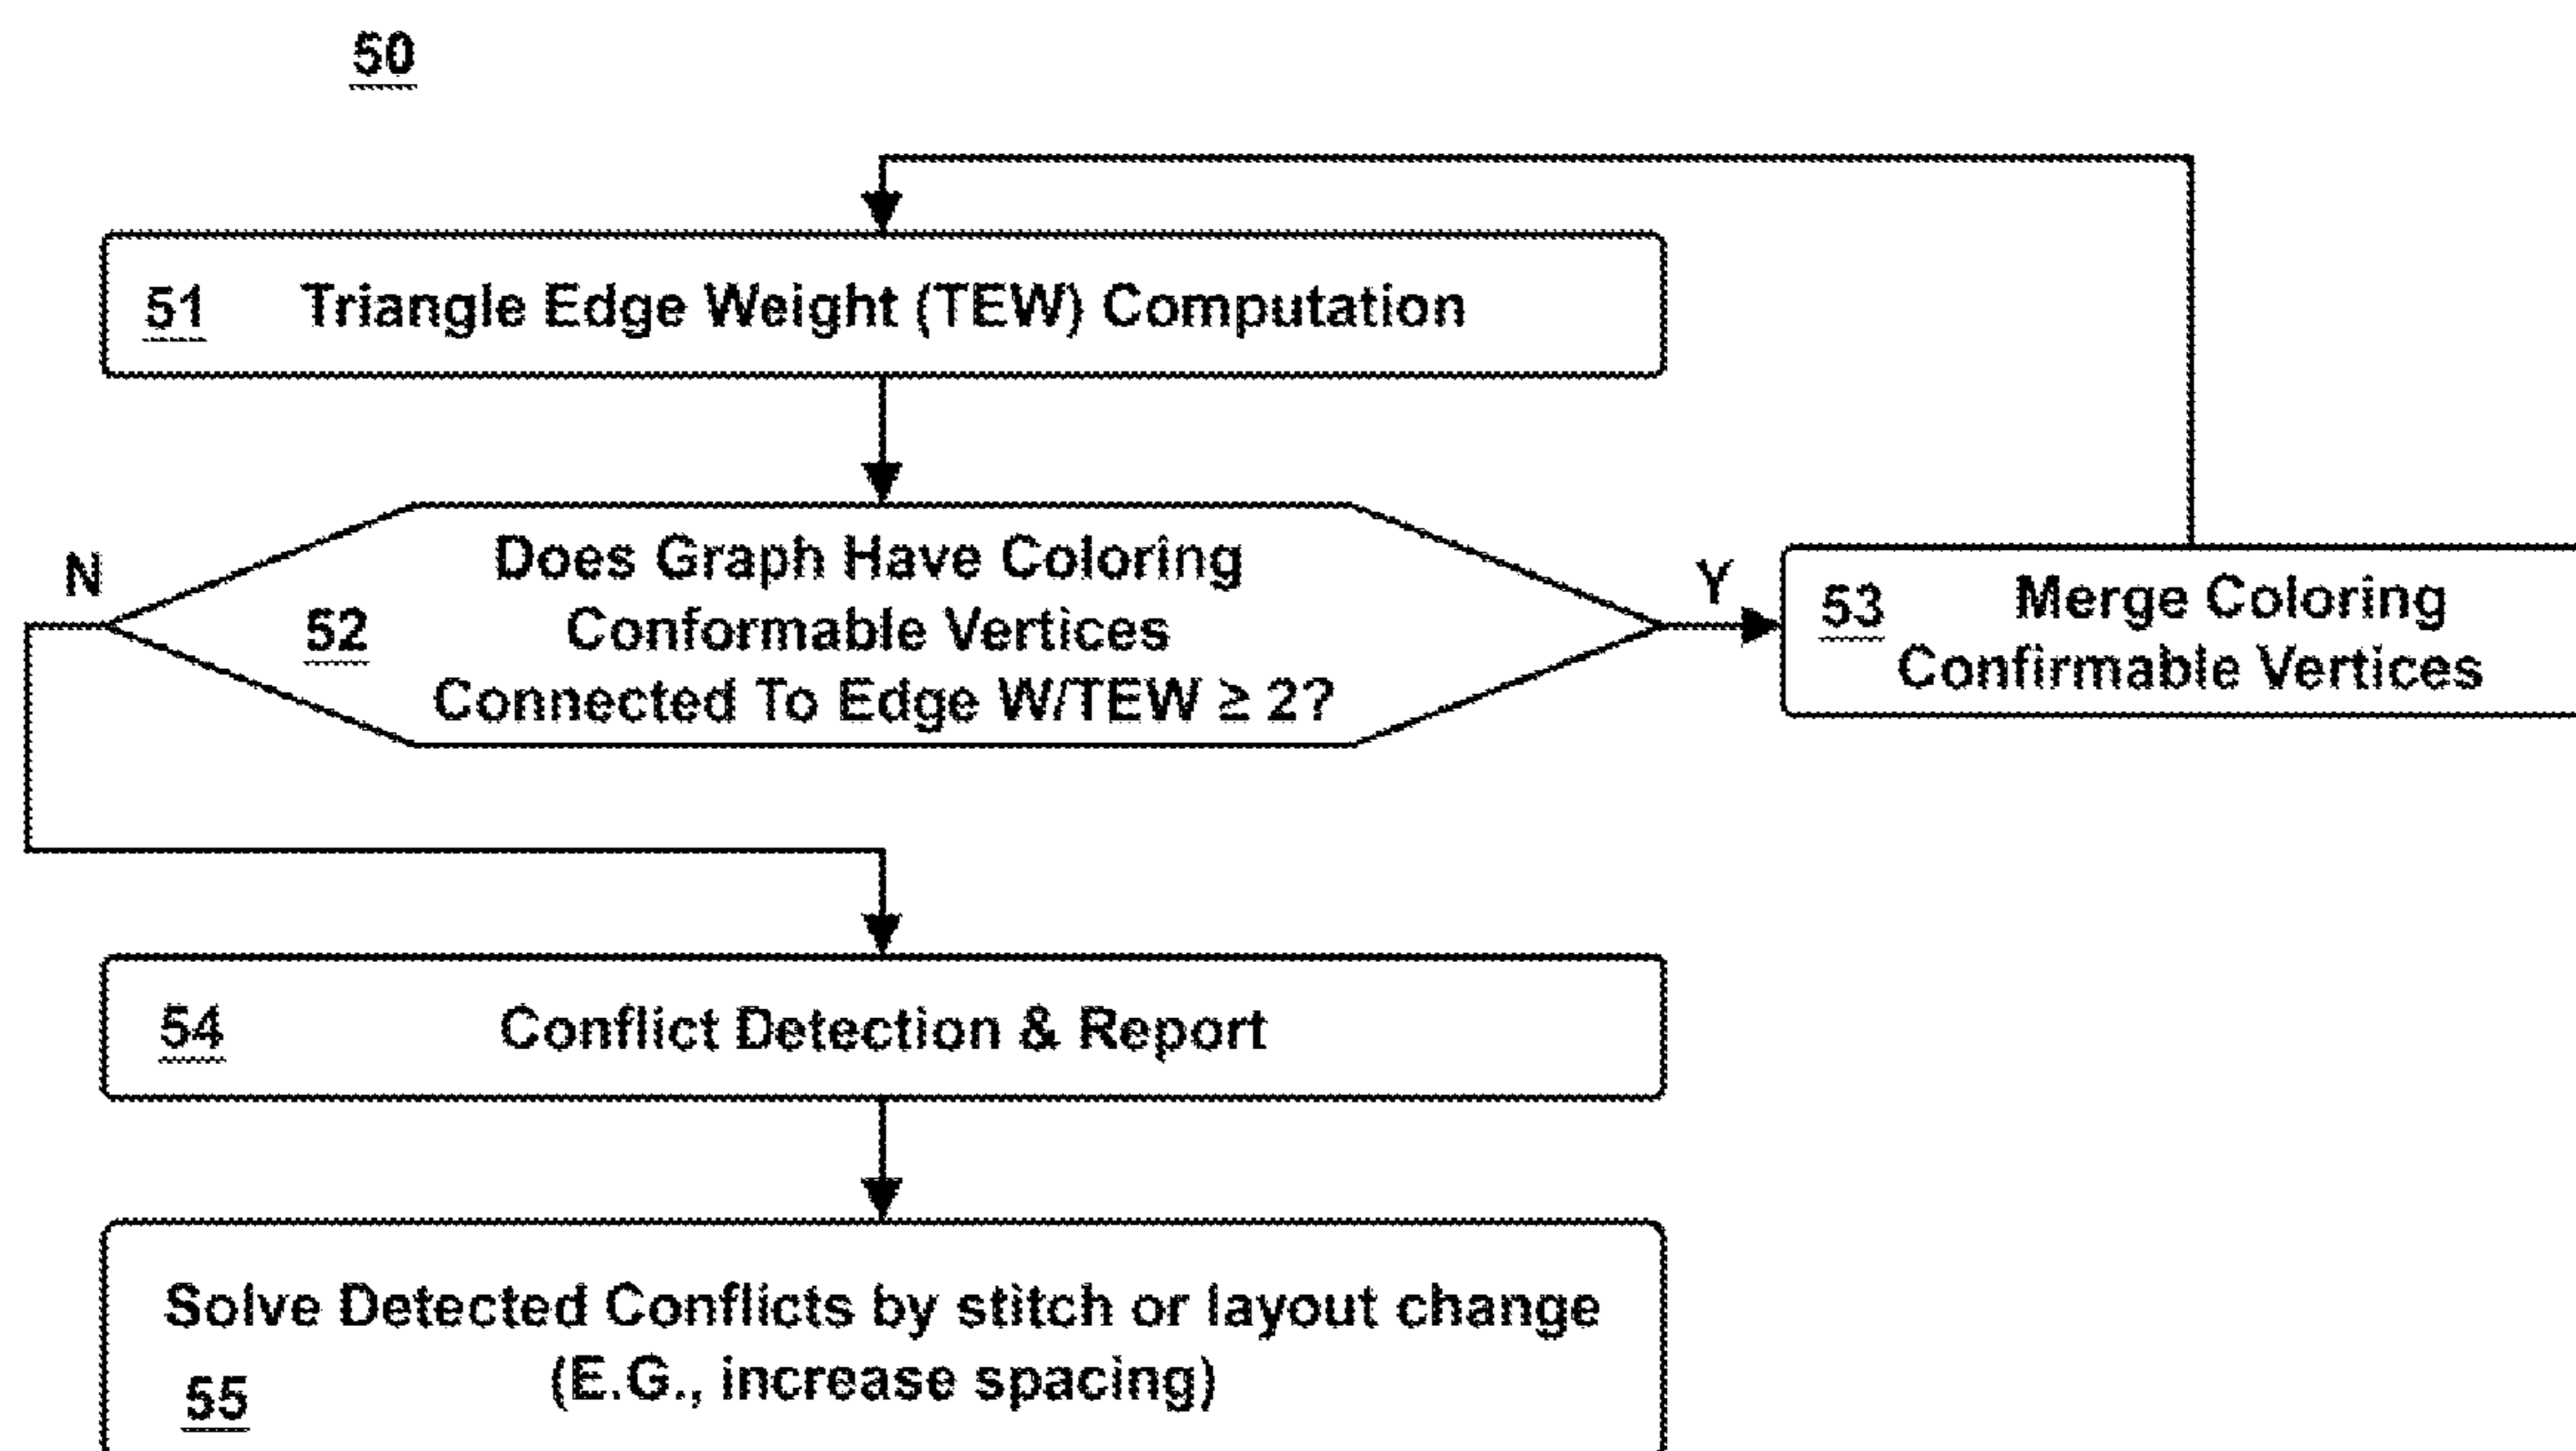 50
51 Triangle Edge Weight (TEW) Computation
Does Graph Have Coloring
52 Conformable Vertices
Connected To Edge W/TEW ≥ 2?
N
Y
53 Merge Coloring
Confirmable Vertices
54 Conflict Detection & Report
Solve Detected Conflicts by stitch or layout change
(E.G., increase spacing)
55